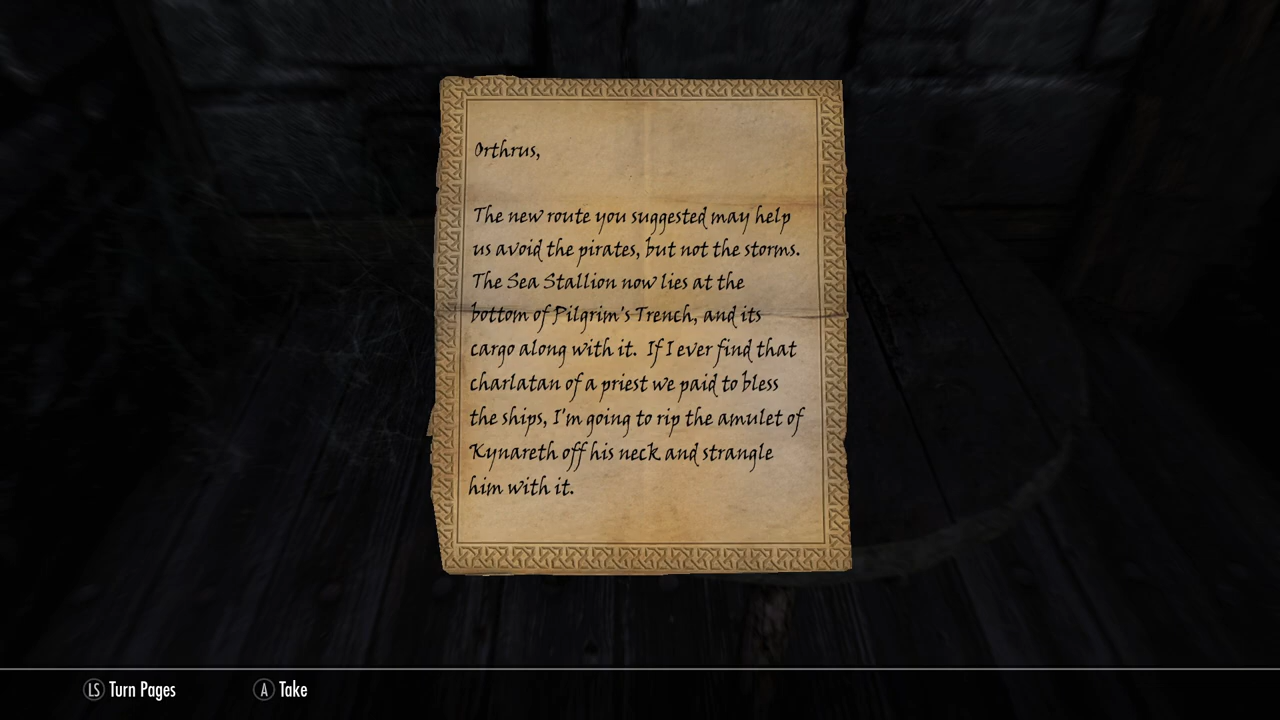 Orthrus,
The new route you suggested may help
us avoid the pirates, but not the storms.
The Sea Stallion now lies at the
bottom of Pilgrim's Trench, and its
cargo along with it.  If I ever find that
charlatan of a priest we paid to bless
the ships, I'm going to rip the amulet of
Kynareth off his neck and strangle
him with it.
LS Turn Pages A Take